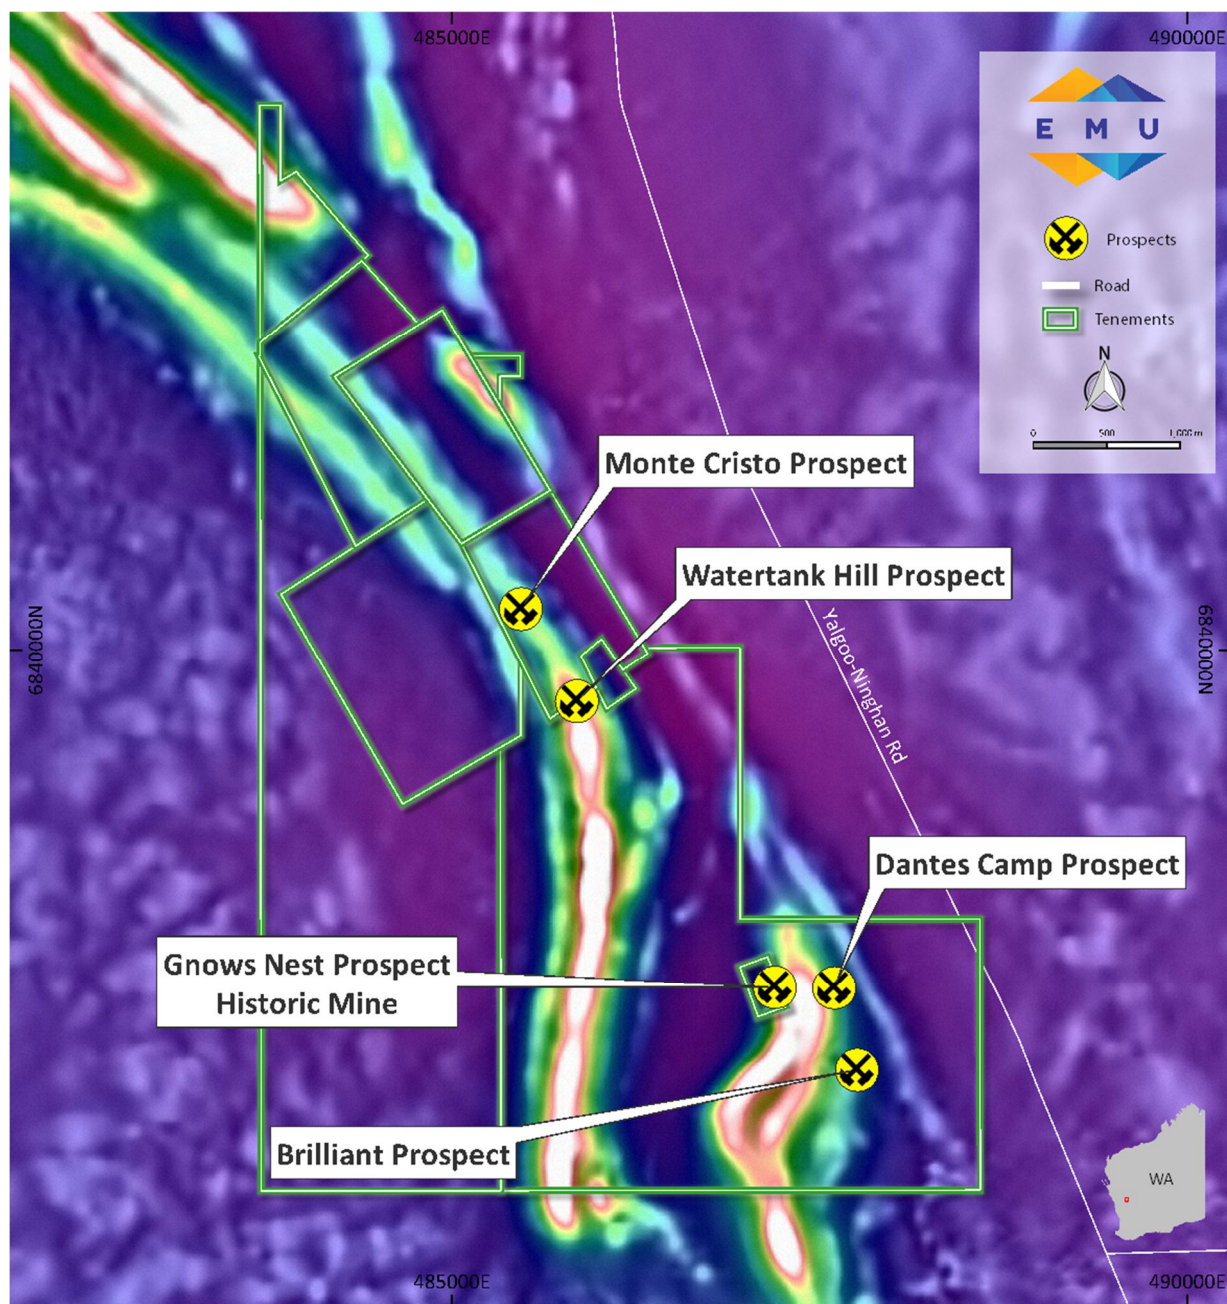 485000E
490000E
EMU
Prospects
Road
Tenements
N
0 500 1,000 m
Monte Cristo Prospect
Watertank Hill Prospect
6840000N
6840000N
Yalgoo-Ninghan Rd
Dantes Camp Prospect
Gnows Nest Prospect
Historic Mine
Brilliant Prospect
WA
485000E
490000E